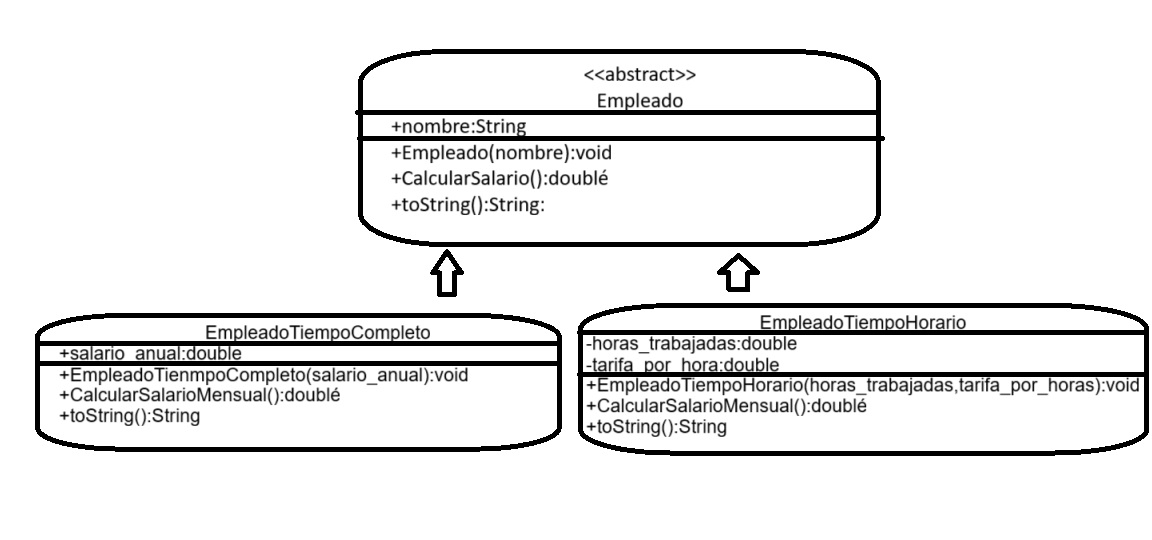 <<abstract>>
Empleado
+nombre:String
+Empleado(nombre):void
+CalcularSalario():doublé
+toString():String:
EmpleadoTiempoCompleto
+salario_anual:double
+EmpleadoTienmpoCompleto(salario_anual):void
+CalcularSalarioMensual():doublé
+toString():String
EmpleadoTiempoHorario
-horas_trabajadas:double
-tarifa_por_hora:double
+EmpleadoTiempoHorario(horas_trabajadas,tarifa_por_horas):void
+CalcularSalarioMensual():doublé
+toString():String